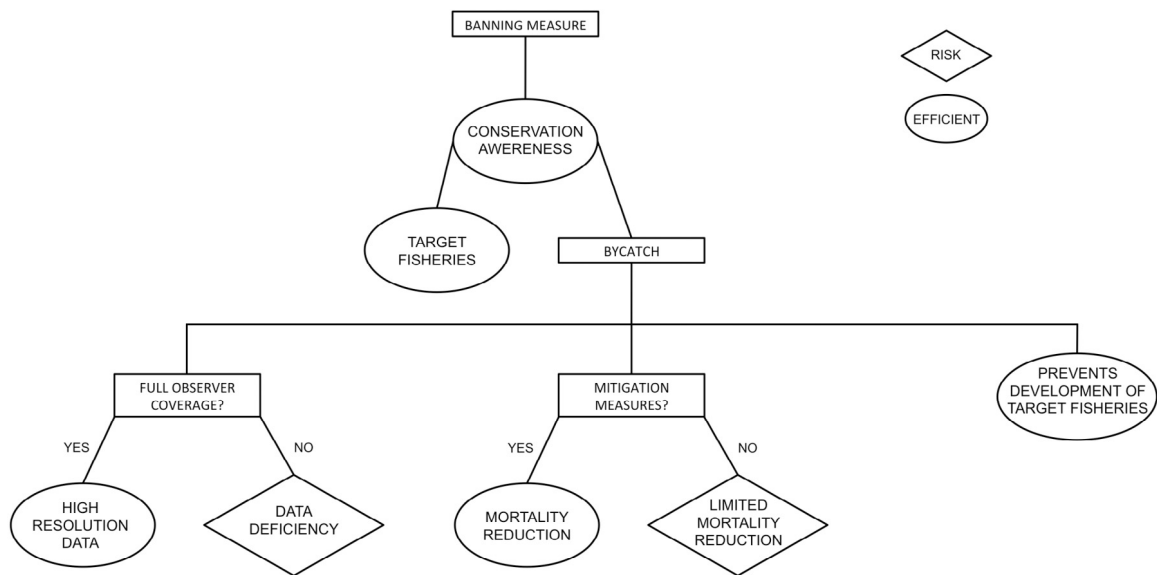 BANNING MEASURE
RISK
EFFICIENT
CONSERVATION
AWERENESS
TARGET
FISHERIES
BYCATCH
FULL OBSERVER
COVERAGE?
MITIGATION
MEASURES?
PREVENTS
DEVELOPMENT OF
TARGET FISHERIES
YES
NO
YES
NO
HIGH
RESOLUTION
DATA
DATA
DEFICIENCY
MORTALITY
REDUCTION
LIMITED
MORTALITY
REDUCTION